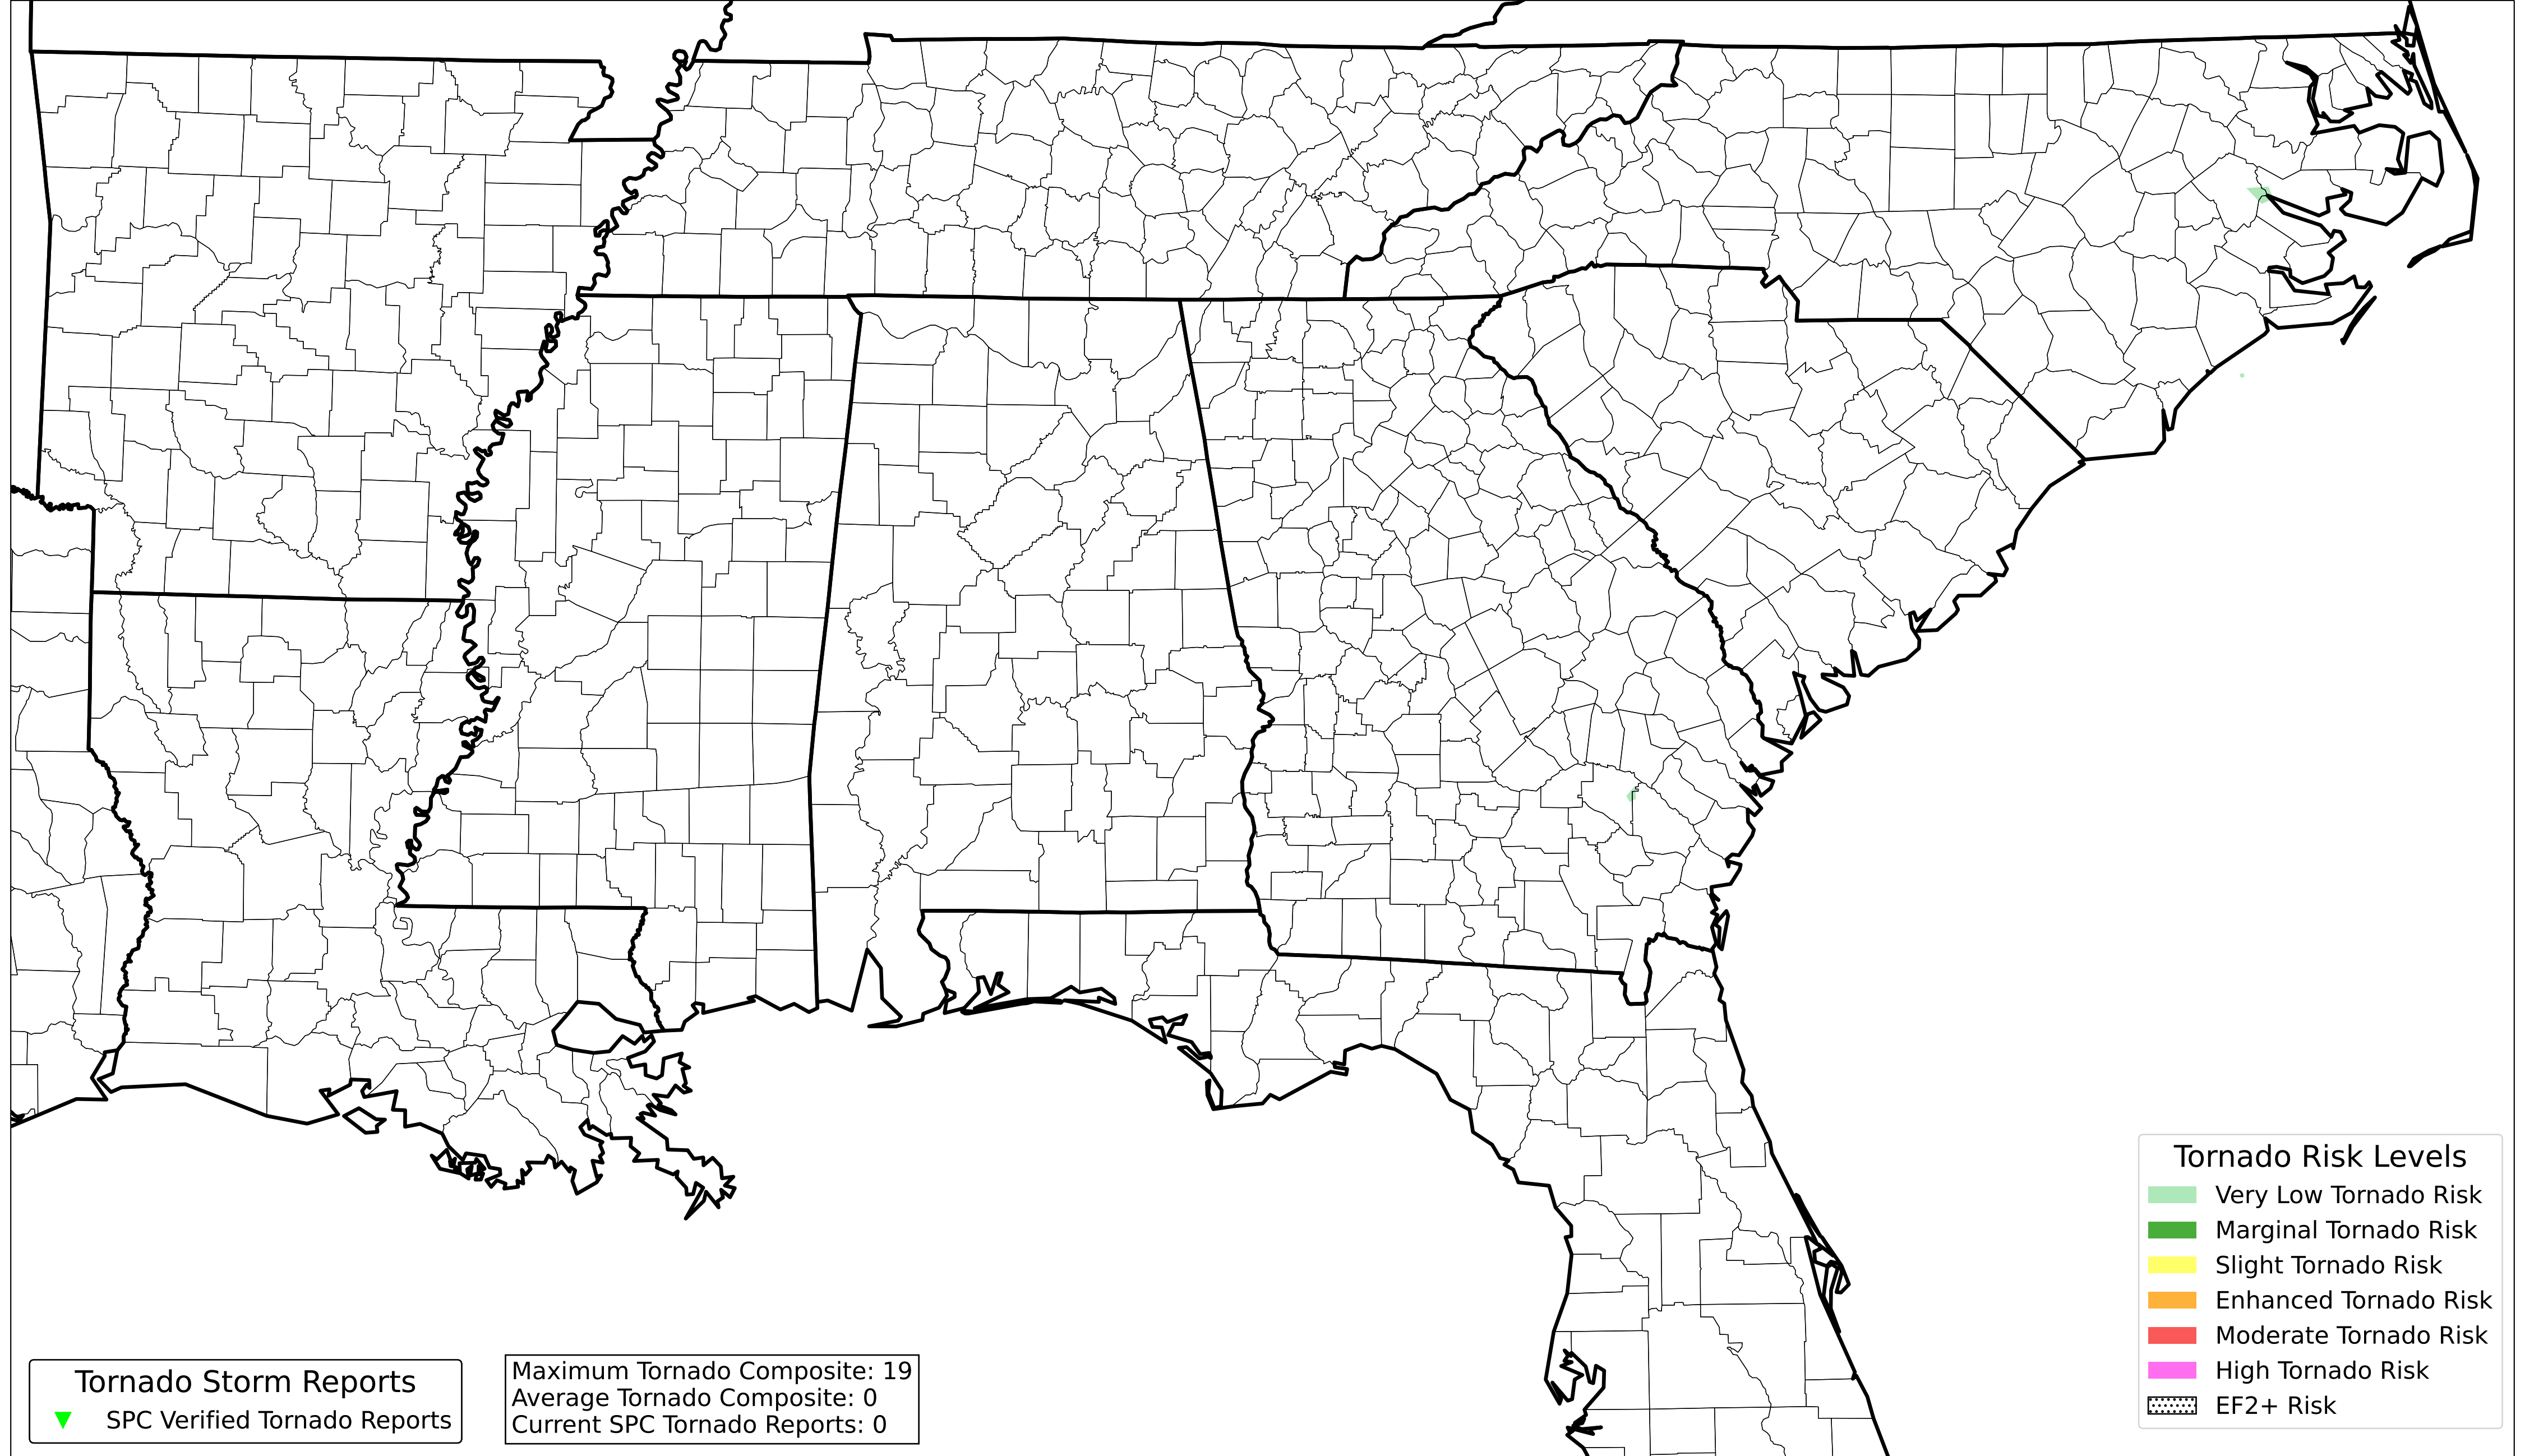 Tornado Risk Levels
Very Low Tornado Risk
Marginal Tornado Risk
Slight Tornado Risk
Enhanced Tornado Risk
Moderate Tornado Risk
High Tornado Risk
EF2+ Risk
Tornado Storm Reports
SPC Verified Tornado Reports
Maximum Tornado Composite: 19
Average Tornado Composite: 0
Current SPC Tornado Reports: 0